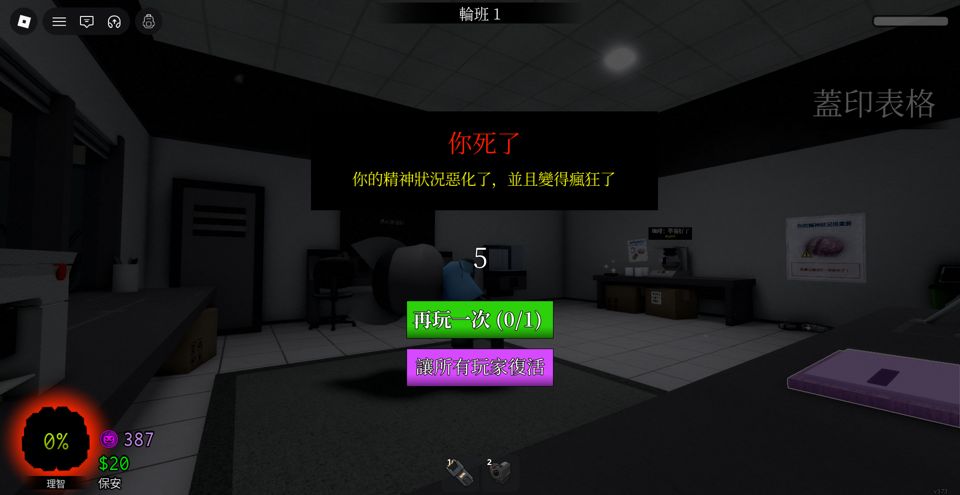 輪班 1
蓋印表格
你死了
你的精神狀況惡化了，並且變得瘋狂了
5
再玩一次 (0/1)
讓所有玩家復活
0%
387
$20
理智
保安
1
2